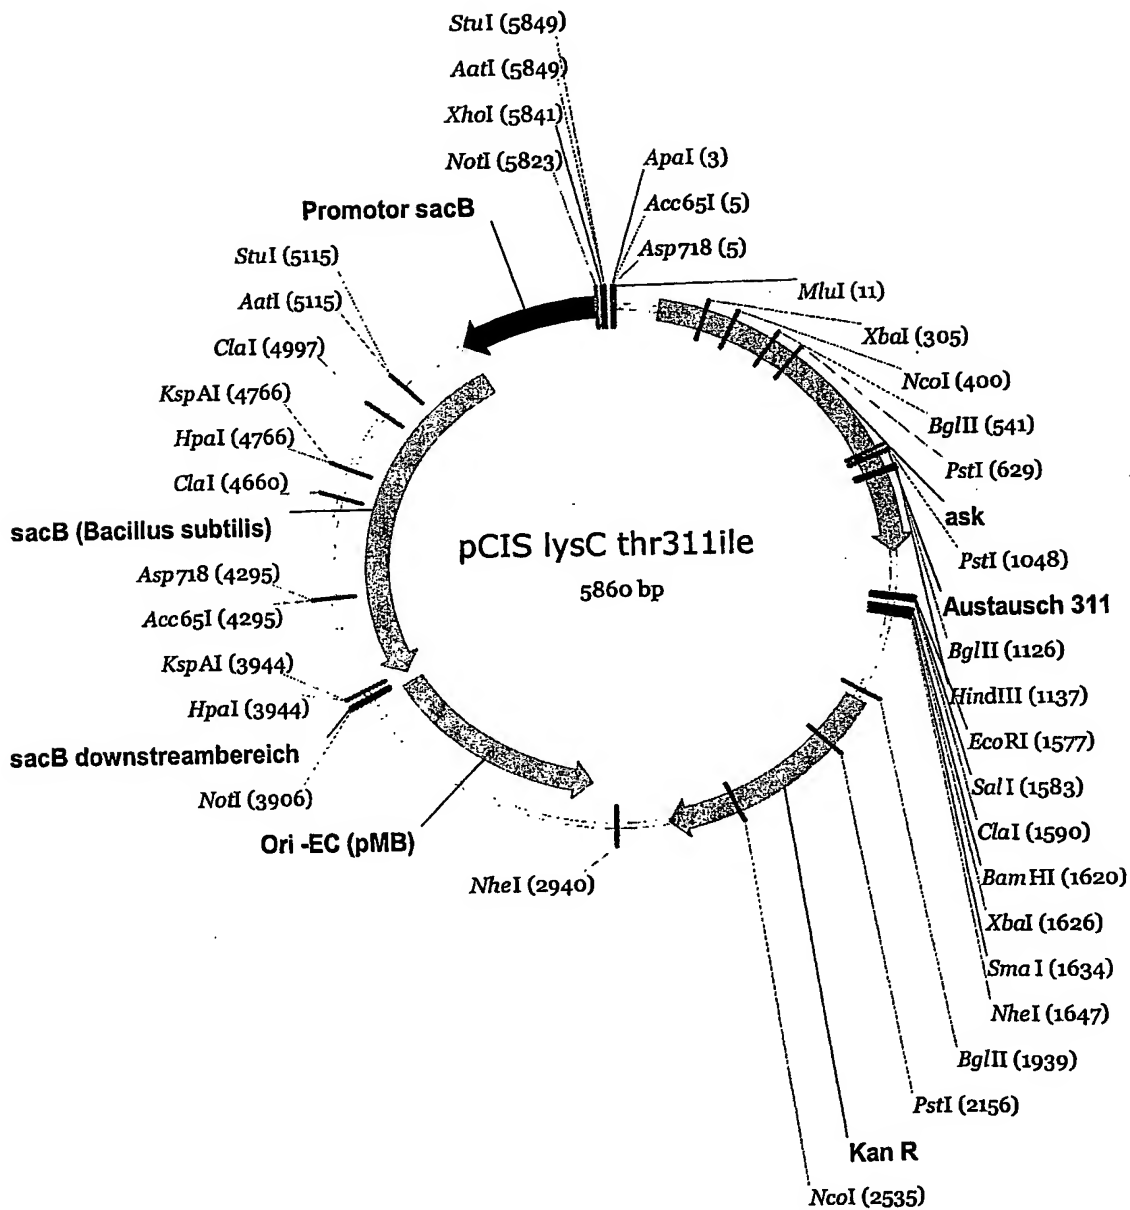 StuI (5849)
AatI (5849)
XhoI (5841)
NotI (5823)
ApaI (3)
Acc65I (5)
Asp718 (5)
MluI (11)
XbaI (305)
NcoI (400)
BglII (541)
PstI (629)
ask
PstI (1048)
Austausch 311
BglII (1126)
HindIII (1137)
EcoRI (1577)
SalI (1583)
ClaI (1590)
BamHI (1620)
XbaI (1626)
SmaI (1634)
NheI (1647)
BglII (1939)
PstI (2156)
Kan R
NcoI (2535)
Promotor sacB
StuI (5115)
AatI (5115)
ClaI (4997)
KspAI (4766)
HpaI (4766)
ClaI (4660)
sacB (Bacillus subtilis)
Asp718 (4295)
Acc65I (4295)
KspAI (3944)
HpaI (3944)
sacB downstreambereich
NotI (3906)
Ori -EC (pMB)
NheI (2940)
pCIS lysC thr311ile
5860 bp